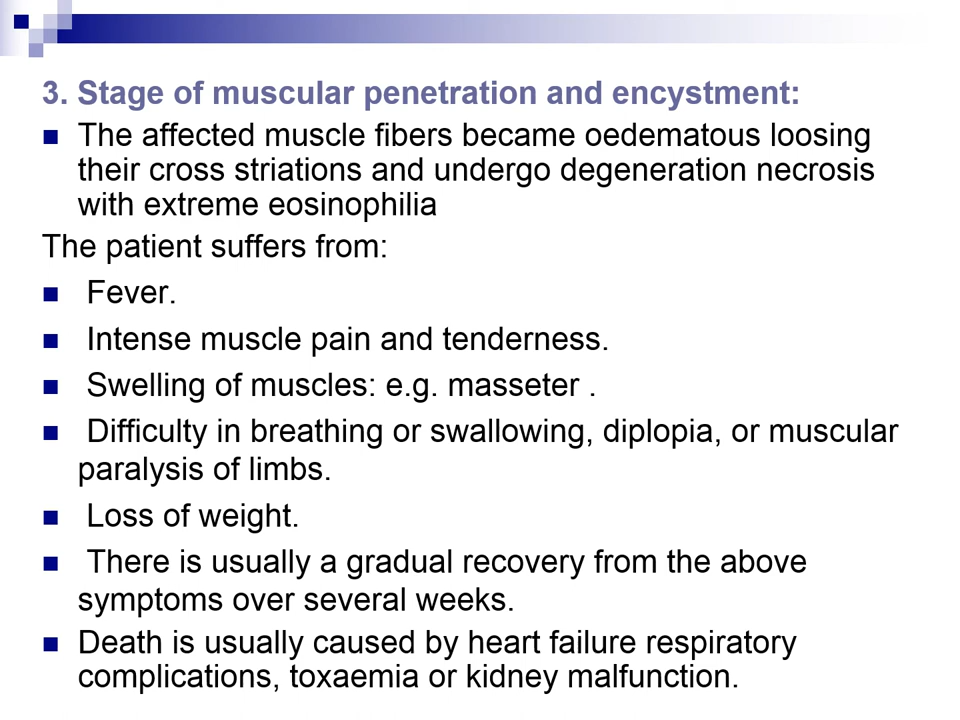 3. Stage of muscular penetration and encystment:
The affected muscle fibers became oedematous loosing
their cross striations and undergo degeneration necrosis
with extreme eosinophilia
The patient suffers from:
Fever.
Intense muscle pain and tenderness.
Swelling of muscles: e.g. masseter .
Difficulty in breathing or swallowing, diplopia, or muscular
paralysis of limbs.
Loss of weight.
There is usually a gradual recovery from the above
symptoms over several weeks.
Death is usually caused by heart failure respiratory
complications, toxaemia or kidney malfunction.